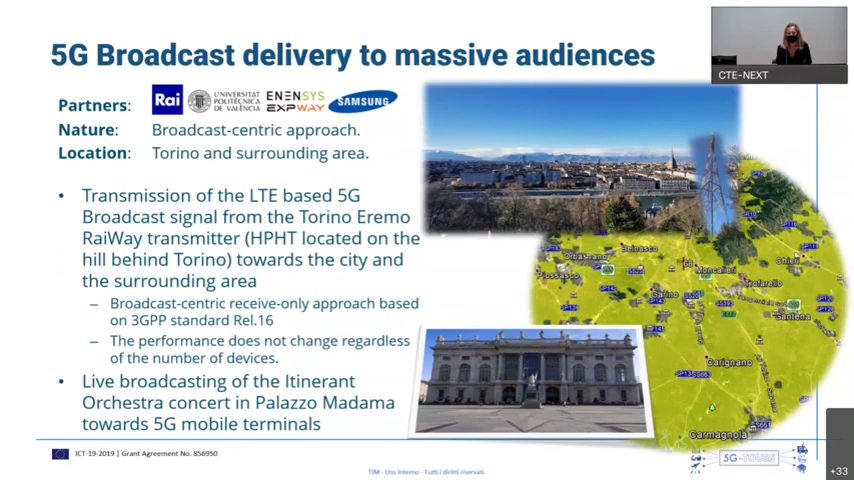 5G Broadcast delivery to massive audiences
CTE-NEXT
Partners:
Rai
UNIVERSITAT
POLITÈCNICA
DE VALÈNCIA
ENENSYS
EXPWAY
SAMSUNG
Nature: Broadcast-centric approach.
Location: Torino and surrounding area.
• Transmission of the LTE based 5G
Broadcast signal from the Torino Eremo
RaiWay transmitter (HPHT located on the
hill behind Torino) towards the city and
the surrounding area
– Broadcast-centric receive-only approach based
on 3GPP standard Rel.16
– The performance does not change regardless
of the number of devices.
• Live broadcasting of the Itinerant
Orchestra concert in Palazzo Madama
towards 5G mobile terminals
Beinasco
Piossasco
Moncalieri
Chieri
Trofarello
Santena
Carignano
Carmagnola
ICT-19-2019 | Grant Agreement No. 856950
5G-TOURS
TIM - Uso Interno - Tutti i diritti riservati.
+33